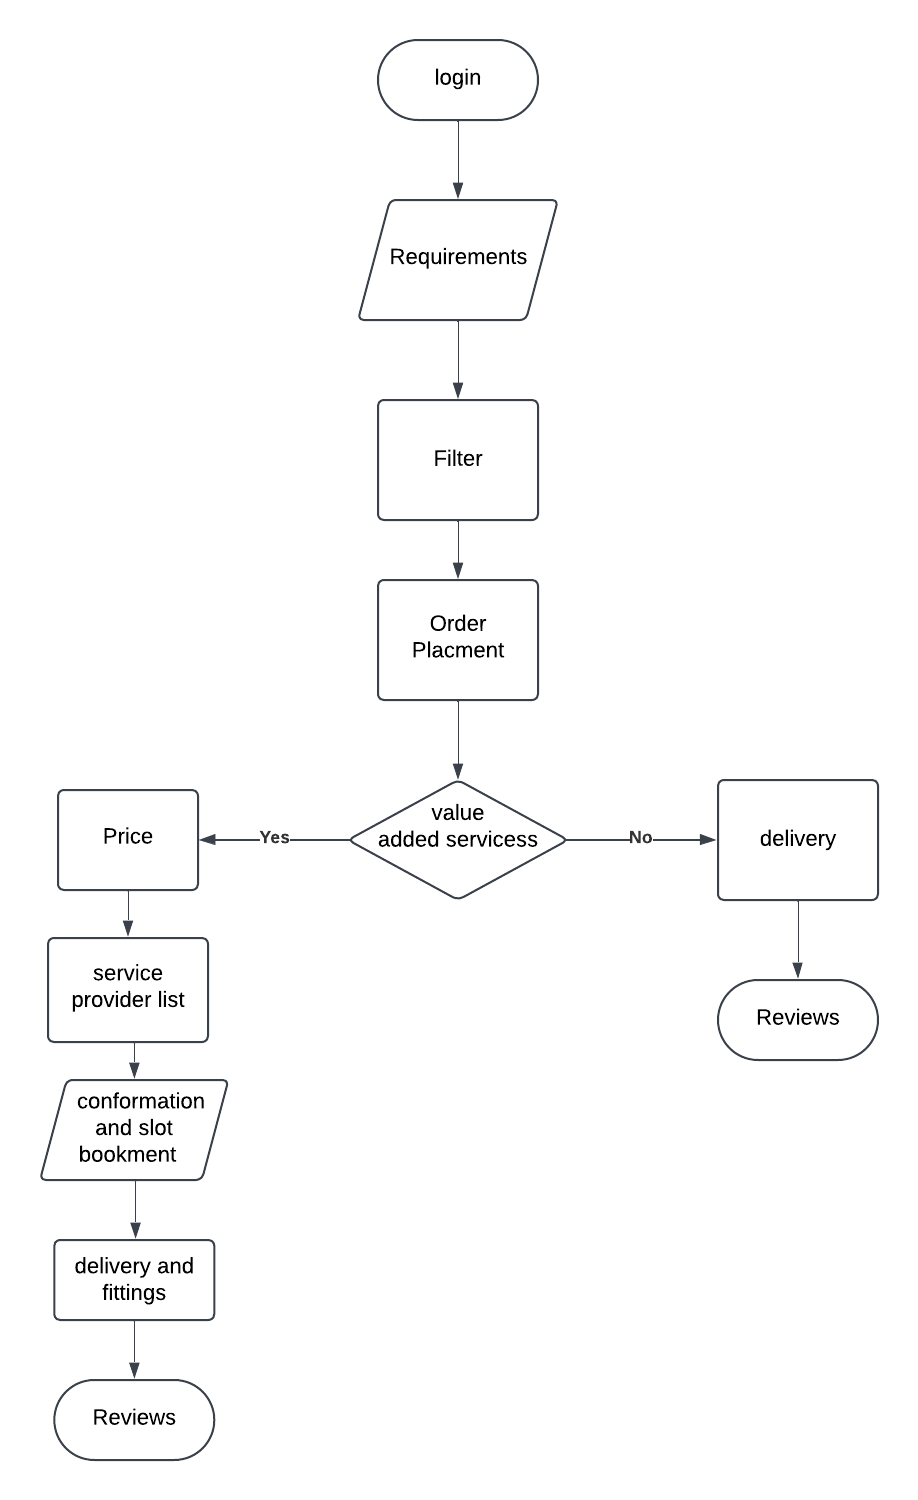 login
Requirements
Filter
Order
Placment
value
added servicess
Yes
No
Price
delivery
service
provider list
Reviews
conformation
and slot
bookment
delivery and
fittings
Reviews